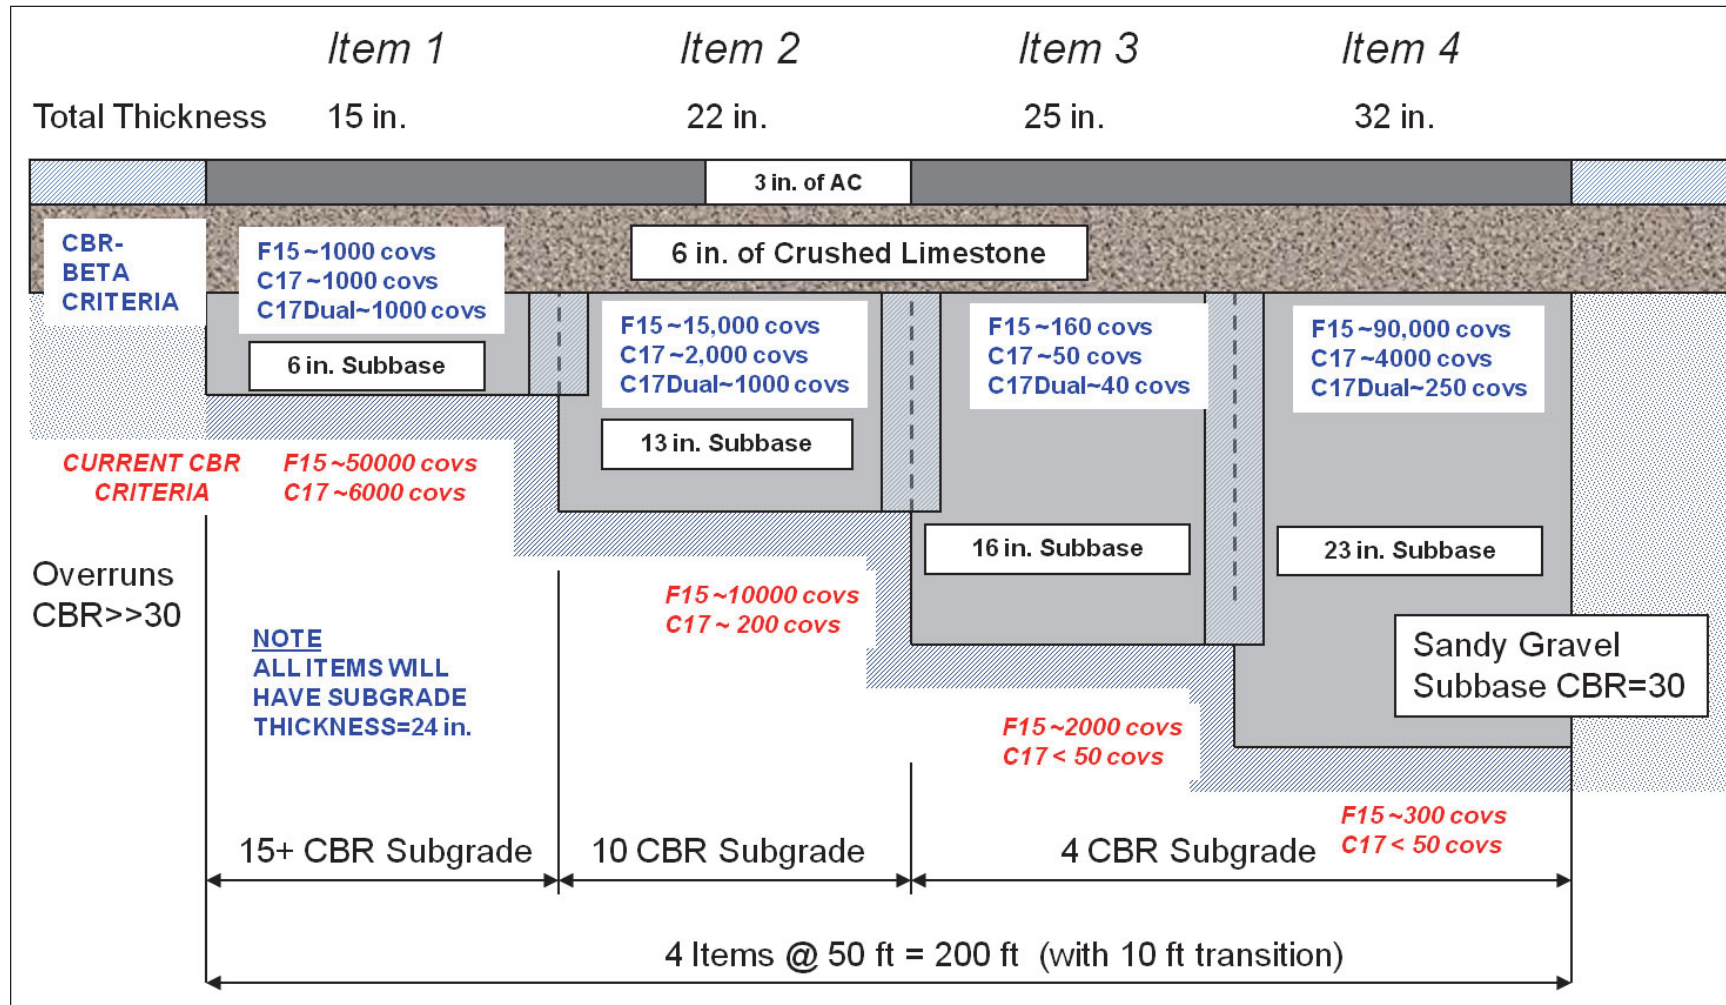 Item 1 Item 2 Item 3 Item 4
Total Thickness 15 in. 22 in. 25 in. 32 in.
3 in. of AC
6 in. of Crushed Limestone
CBR-
BETA
CRITERIA
F15 ~1000 covs
C17 ~1000 covs
C17Dual~1000 covs
6 in. Subbase
F15 ~15,000 covs
C17 ~2,000 covs
C17Dual~1000 covs
13 in. Subbase
F15 ~160 covs
C17 ~50 covs
C17Dual~40 covs
16 in. Subbase
F15 ~90,000 covs
C17 ~4000 covs
C17Dual~250 covs
23 in. Subbase
CURRENT CBR
CRITERIA
F15 ~50000 covs
C17 ~6000 covs
F15 ~10000 covs
C17 ~ 200 covs
F15 ~2000 covs
C17 < 50 covs
F15 ~300 covs
C17 < 50 covs
Overruns
CBR>>30
NOTE
ALL ITEMS WILL
HAVE SUBGRADE
THICKNESS=24 in.
Sandy Gravel
Subbase CBR=30
15+ CBR Subgrade 10 CBR Subgrade 4 CBR Subgrade
4 Items @ 50 ft = 200 ft (with 10 ft transition)